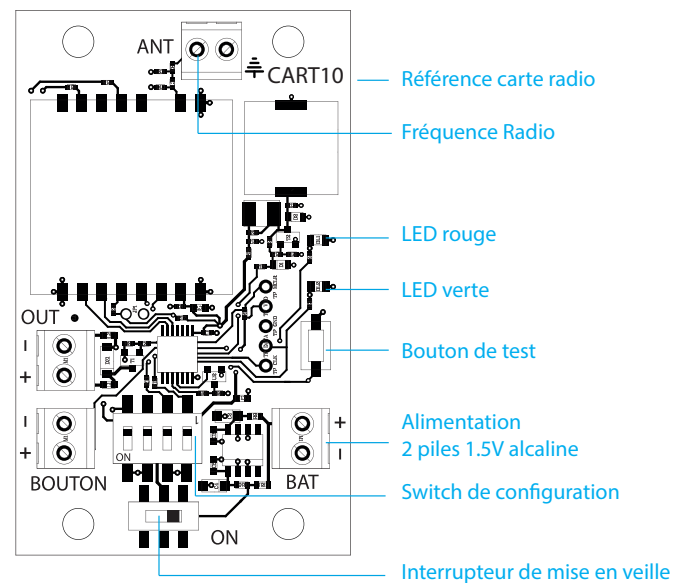 ANT
CART10
Référence carte radio
Fréquence Radio
LED rouge
LED verte
OUT
Bouton de test
-
+
-
+
+
-
ON
Alimentation
2 piles 1.5V alcaline
BOUTON
BAT
Switch de configuration
ON
Interrupteur de mise en veille